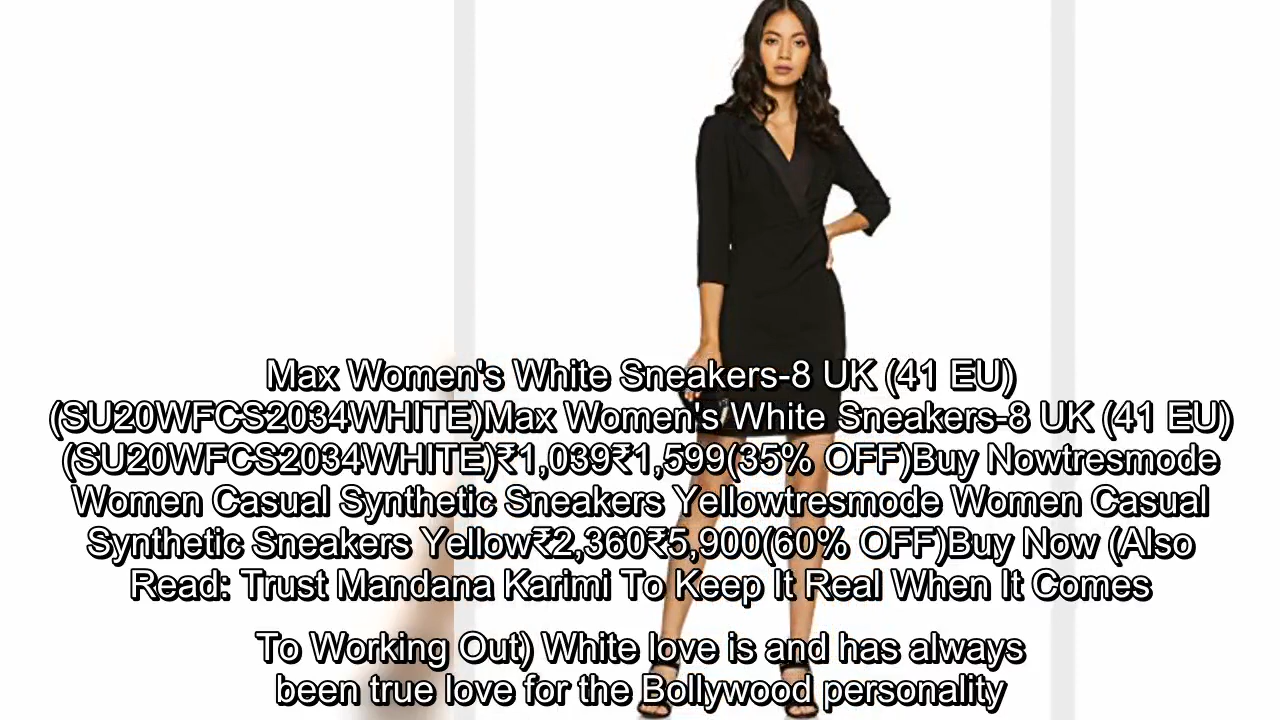 Max Women's White Sneakers-8 UK (41 EU)
(SU20WFCS2034WHITE)Max Women's White Sneakers-8 UK (41 EU)
(SU20WFCS2034WHITE)₹1,039₹1,599(35% OFF)Buy Nowtresmode
Women Casual Synthetic Sneakers Yellowtresmode Women Casual
Synthetic Sneakers Yellow₹2,360₹5,900(60% OFF)Buy Now (Also
Read: Trust Mandana Karimi To Keep It Real When It Comes
To Working Out) White love is and has always
been true love for the Bollywood personality